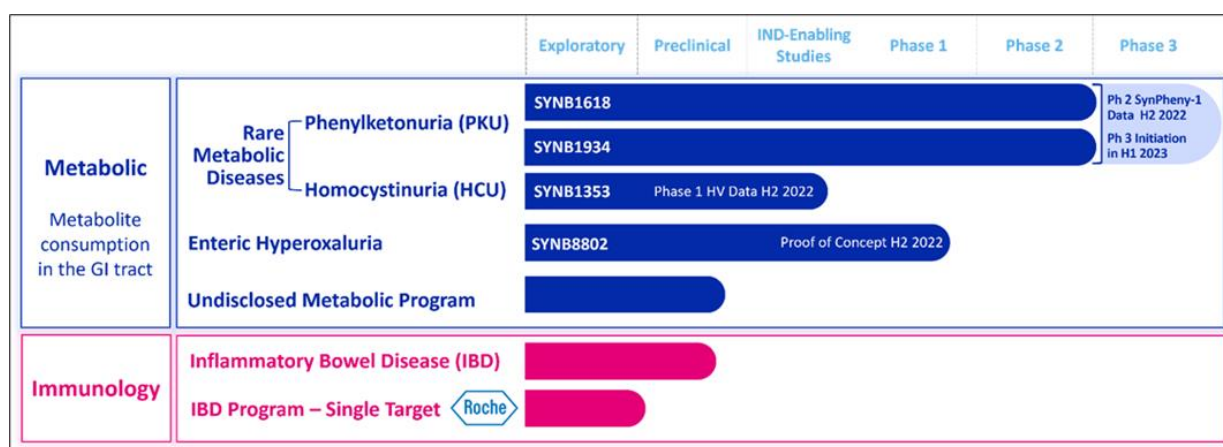 Exploratory
Preclinical
IND-Enabling
Studies
Phase 1
Phase 2
Phase 3
Metabolic
Metabolite
consumption
in the GI tract
Rare
Metabolic
Diseases
Phenylketonuria (PKU)
SYNB1618
SYNB1934
Ph 2 SynPheny-1
Data H2 2022
Ph 3 Initiation
in H1 2023
Homocystinuria (HCU)
SYNB1353
Phase 1 HV Data H2 2022
Enteric Hyperoxaluria
SYNB8802
Proof of Concept H2 2022
Undisclosed Metabolic Program
Immunology
Inflammatory Bowel Disease (IBD)
IBD Program – Single Target
Roche